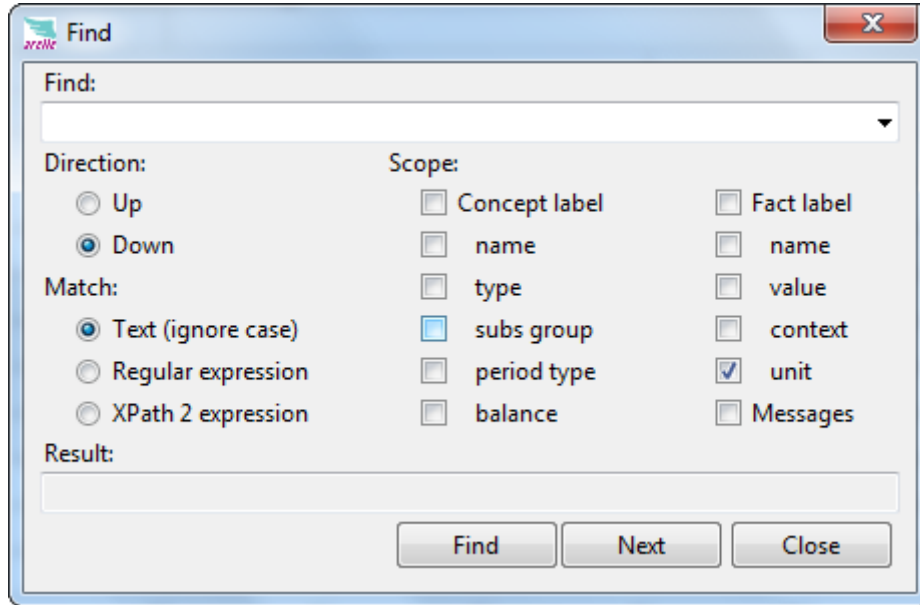 arelle Find
Find:
Direction: Scope:
Up Concept label Fact label
Down name name
Match: type value
Text (ignore case) subs group context
Regular expression period type unit
XPath 2 expression balance Messages
Result:
Find Next Close